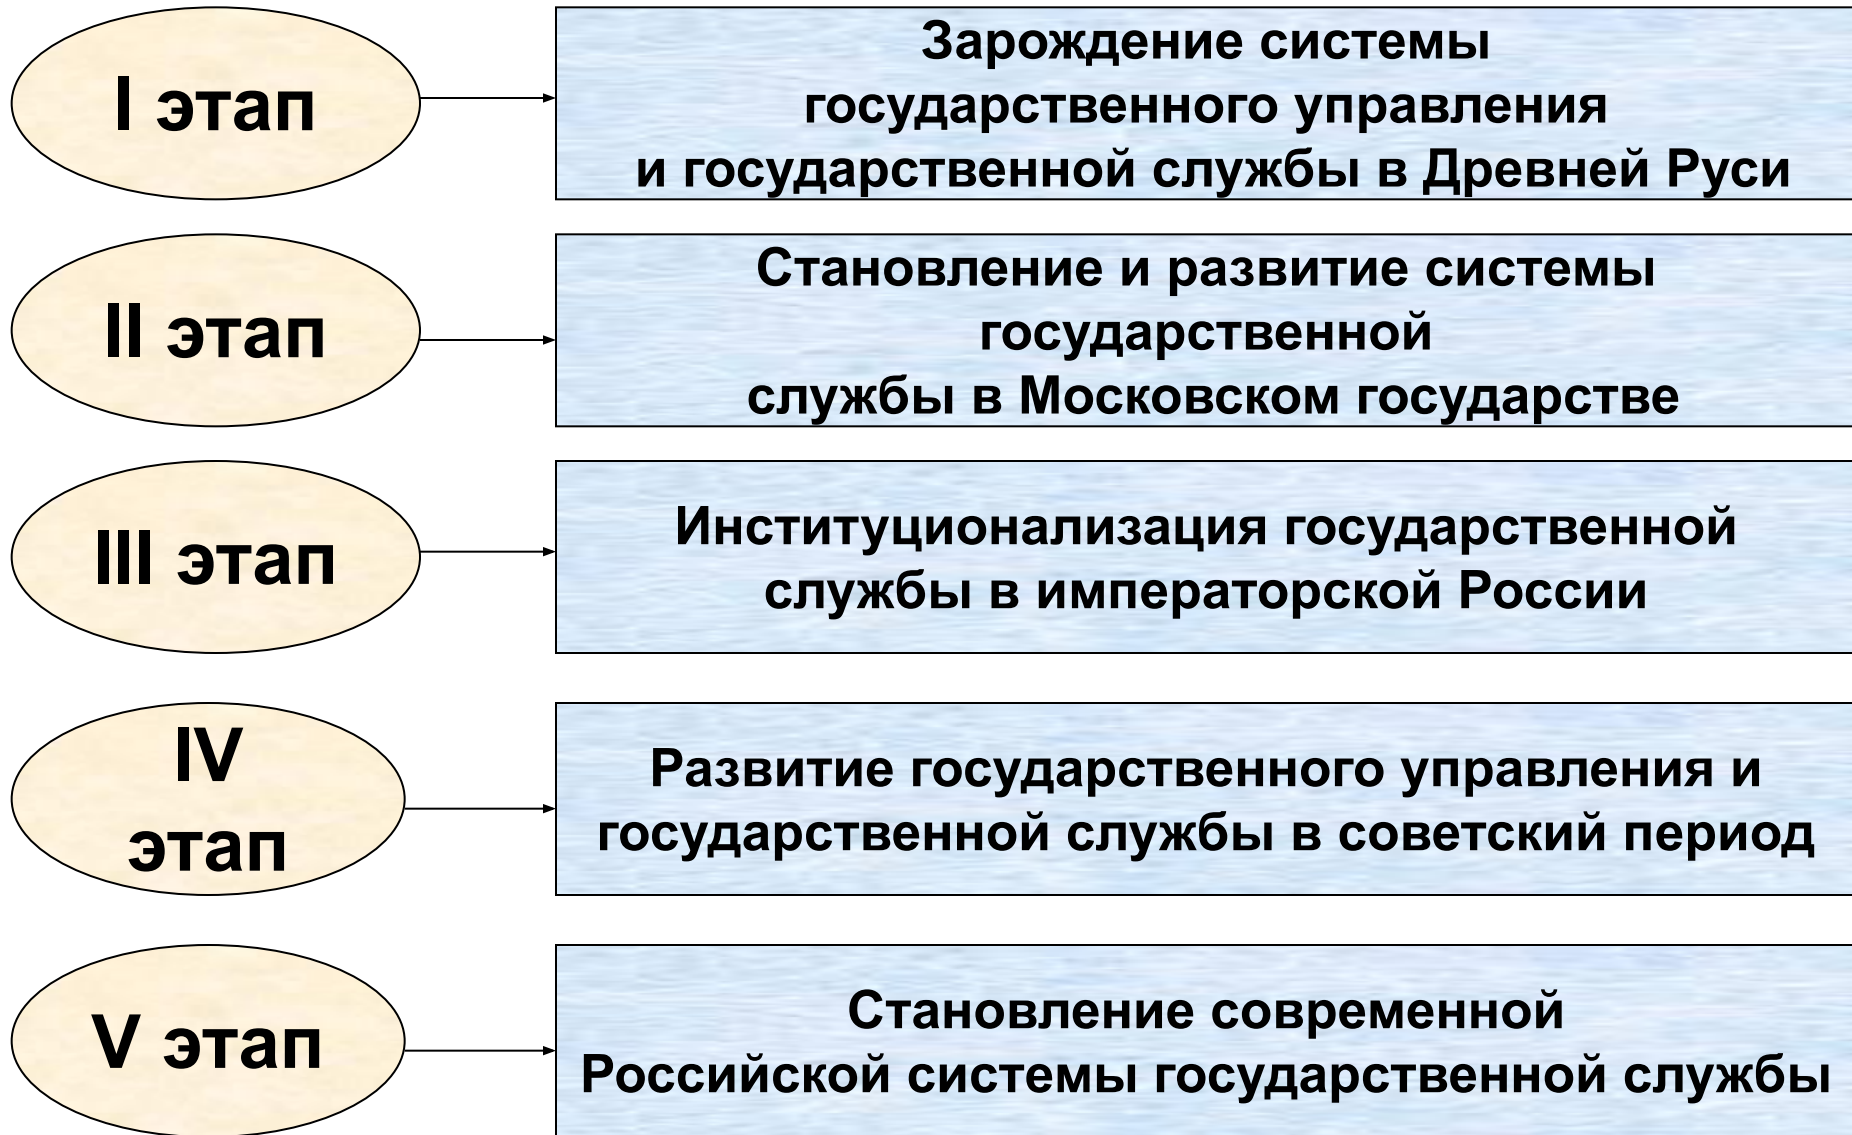 I этап
Зарождение системы
государственного управления
и государственной службы в Древней Руси
II этап
Становление и развитие системы
государственной
службы в Московском государстве
III этап
Институционализация государственной
службы в императорской России
IV
этап
Развитие государственного управления и
государственной службы в советский период
V этап
Становление современной
Российской системы государственной службы